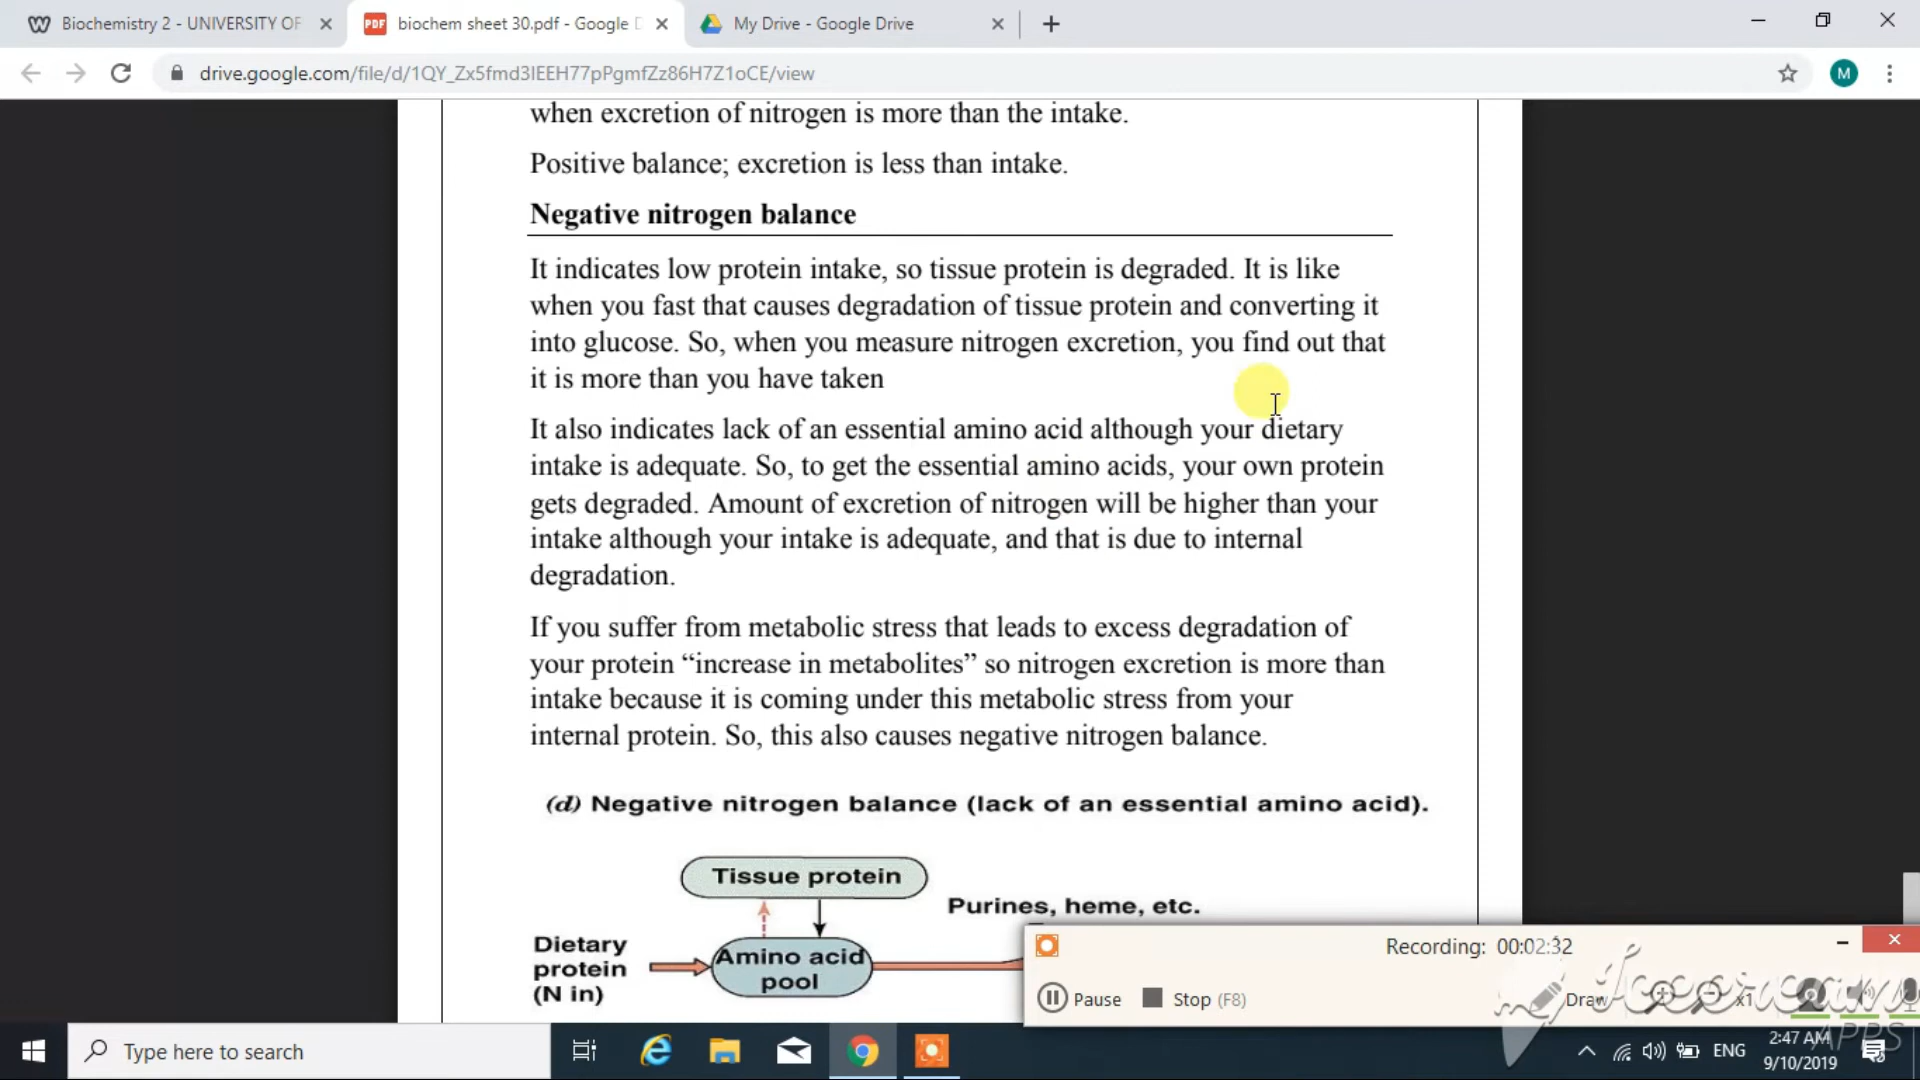 Biochemistry 2 - UNIVERSITY OF
biochem sheet 30.pdf - Google D
My Drive - Google Drive
drive.google.com/file/d/1QY_Zx5fmd3IEEH77pPgmfZz86H7Z1oCE/view
M
when excretion of nitrogen is more than the intake.
Positive balance; excretion is less than intake.
Negative nitrogen balance
It indicates low protein intake, so tissue protein is degraded. It is like
when you fast that causes degradation of tissue protein and converting it
into glucose. So, when you measure nitrogen excretion, you find out that
it is more than you have taken
It also indicates lack of an essential amino acid although your dietary
intake is adequate. So, to get the essential amino acids, your own protein
gets degraded. Amount of excretion of nitrogen will be higher than your
intake although your intake is adequate, and that is due to internal
degradation.
If you suffer from metabolic stress that leads to excess degradation of
your protein “increase in metabolites” so nitrogen excretion is more than
intake because it is coming under this metabolic stress from your
internal protein. So, this also causes negative nitrogen balance.
(d) Negative nitrogen balance (lack of an essential amino acid).
Tissue protein
Purines, heme, etc.
Dietary
protein
(N in)
Amino acid
pool
Recording: 00:02:32
Pause
Stop (F8)
Draw
x1
Screencam
APPS
Type here to search
ENG
2:47 AM
9/10/2019